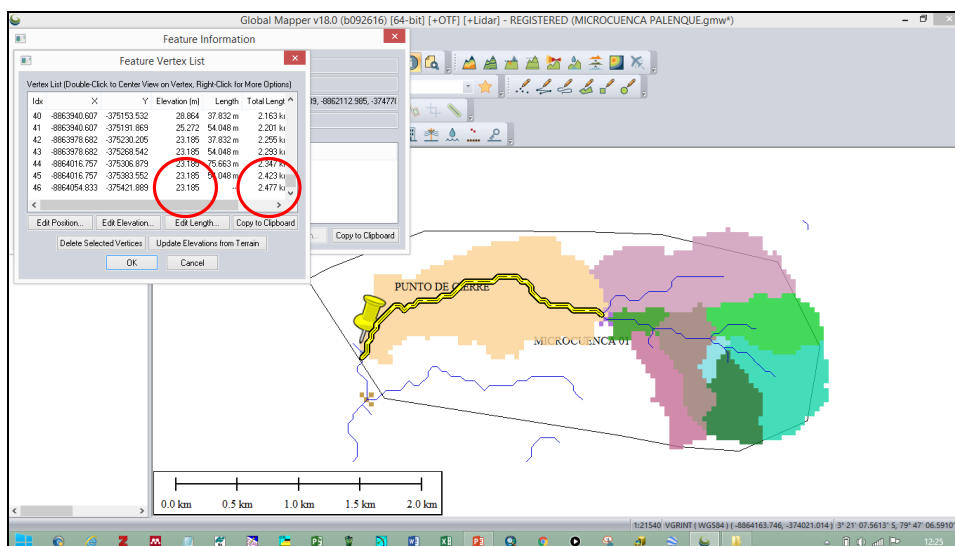 Global Mapper v18.0 (b092616) [64-bit] [+OTF] [+Lidar] - REGISTERED (MICROCUENCA PALENQUE.gmw*)
Feature Information
Feature Vertex List
Vertex List (Double-Click to Center View on Vertex, Right-Click for More Options)
Idx X Y Elevation (m) Length Total Lengt
40 -8863940.607 -375153.532 28.864 37.832 m 2.163 k
41 -8863940.607 -375191.869 25.272 54.048 m 2.201 k
42 -8863978.682 -375230.205 23.185 37.832 m 2.255 k
43 -8863978.682 -375268.542 23.185 54.048 m 2.293 k
44 -8864016.757 -375306.879 23.185 75.663 m 2.347 k
45 -8864016.757 -375383.552 23.185 54.048 m 2.423 k
46 -8864054.833 -375421.889 23.185 -- 2.477 k
Edit Position... Edit Elevation... Edit Length... Copy to Clipboard
Delete Selected Vertices Update Elevations from Terrain
OK Cancel
39, -8862112.985, -37477
Copy to Clipboard
PUNTO DE CIERRE
MICROCUENCA 01
0.0 km 0.5 km 1.0 km 1.5 km 2.0 km
1:21540 VGRINT ( WGS84 ) ( -8864163.746, -374021.014 ) 3° 21' 07.5613" S, 79° 47' 06.5910"
12:25